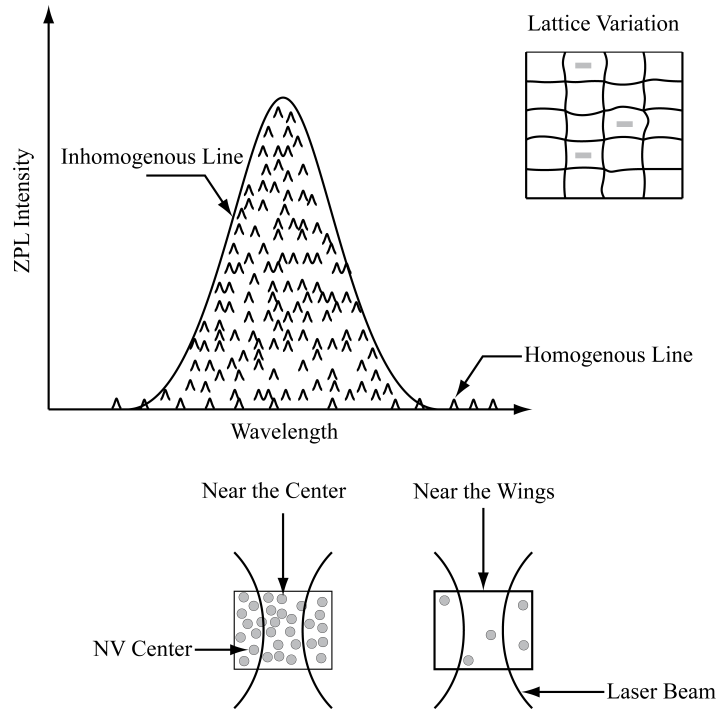 Lattice Variation
Inhomogenous Line
ZPL Intensity
Homogenous Line
Wavelength
Near the Center
Near the Wings
NV Center
Laser Beam